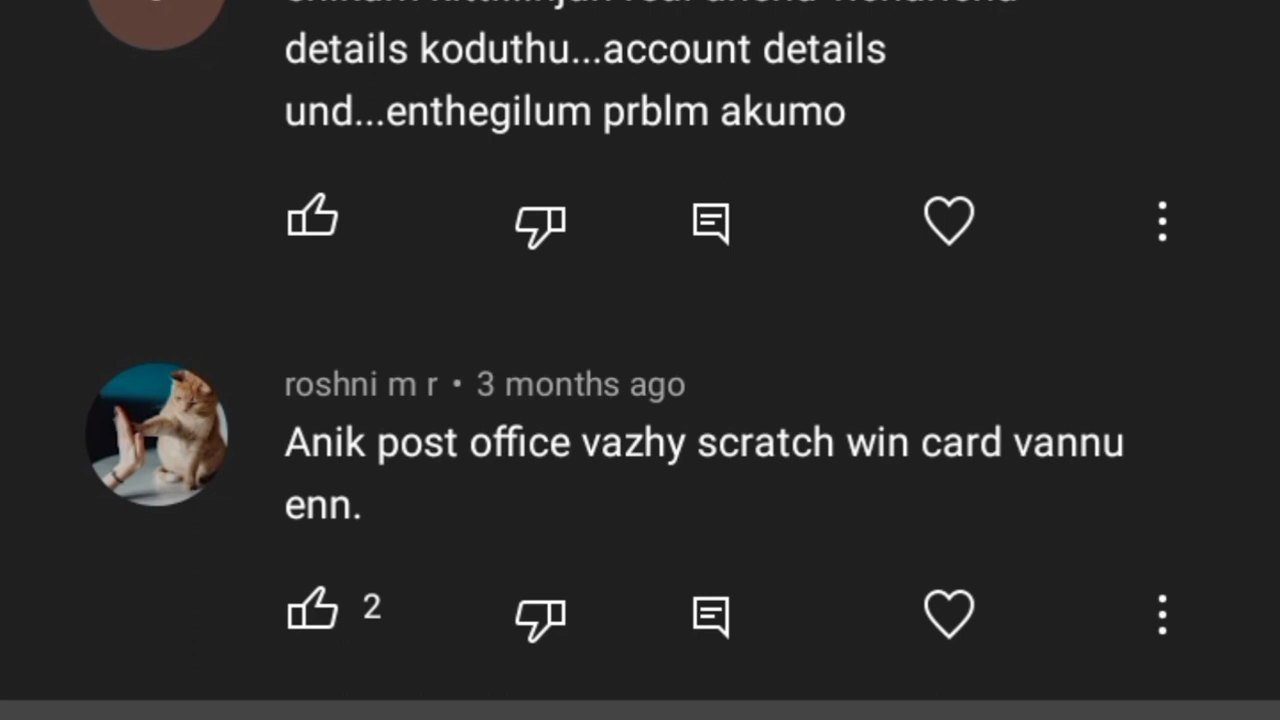 details koduthu...account details
und...enthegilum prblm akumo
roshni m r • 3 months ago
Anik post office vazhy scratch win card vannu
enn.
2